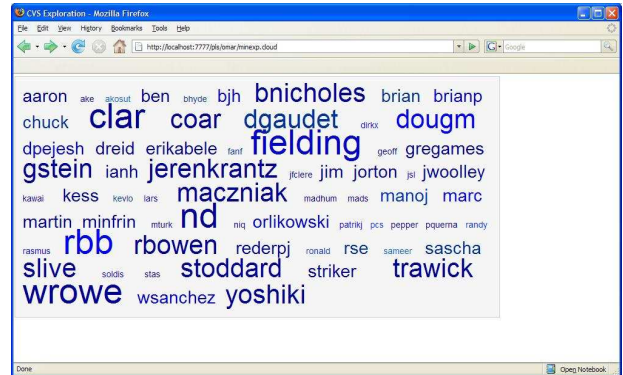 CVS Exploration - Mozilla Firefox
File Edit View History Bookmarks Tools Help
http://localhost:7777/pls/omar/minexp.cloud
Google
aaron ake akosut ben bhyde bjh bnicholes brian brianp
chuck clar coar dgaudet dirkx dougm
dpejesh dreid erikabele fanf fielding geoff gregames
gstein ianh jerenkrantz jfclere jim jorton jsl jwoolley
kawai kess kevlo lars maczniak madhum mads manoj marc
martin minfrin mturk nd niq orlikowski patrikj pcs pepper pquerna randy
rasmus rbb rbowen rederpj ronald rse sameer sascha
slive soldis stas stoddard striker trawick
wrowe wsanchez yoshiki
Done
Open Notebook